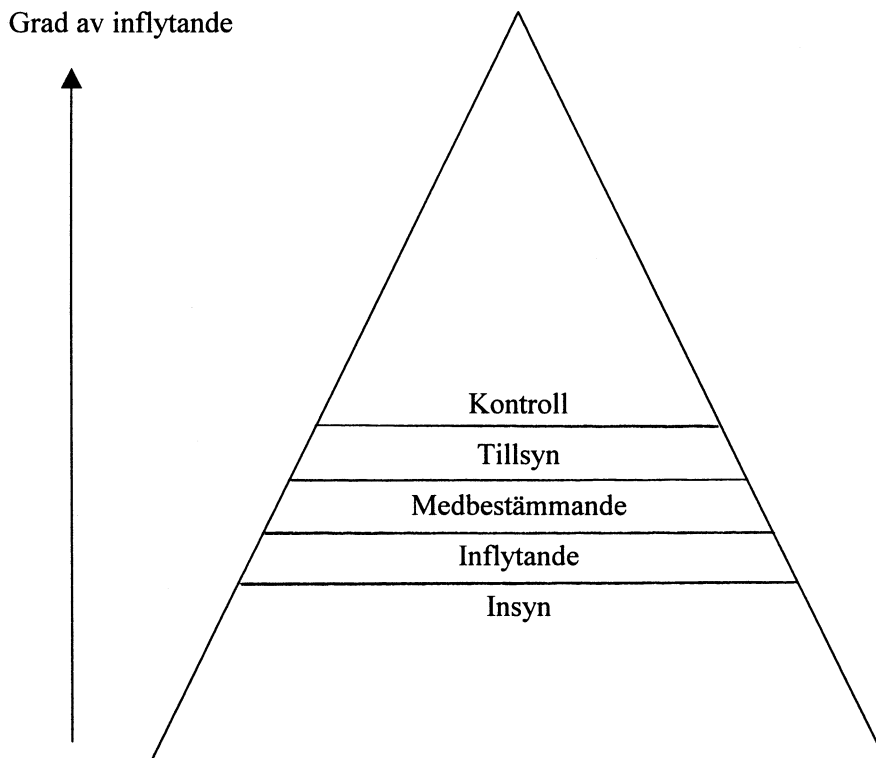 Grad av inflytande
Kontroll
Tillsyn
Medbestämmande
Inflytande
Insyn